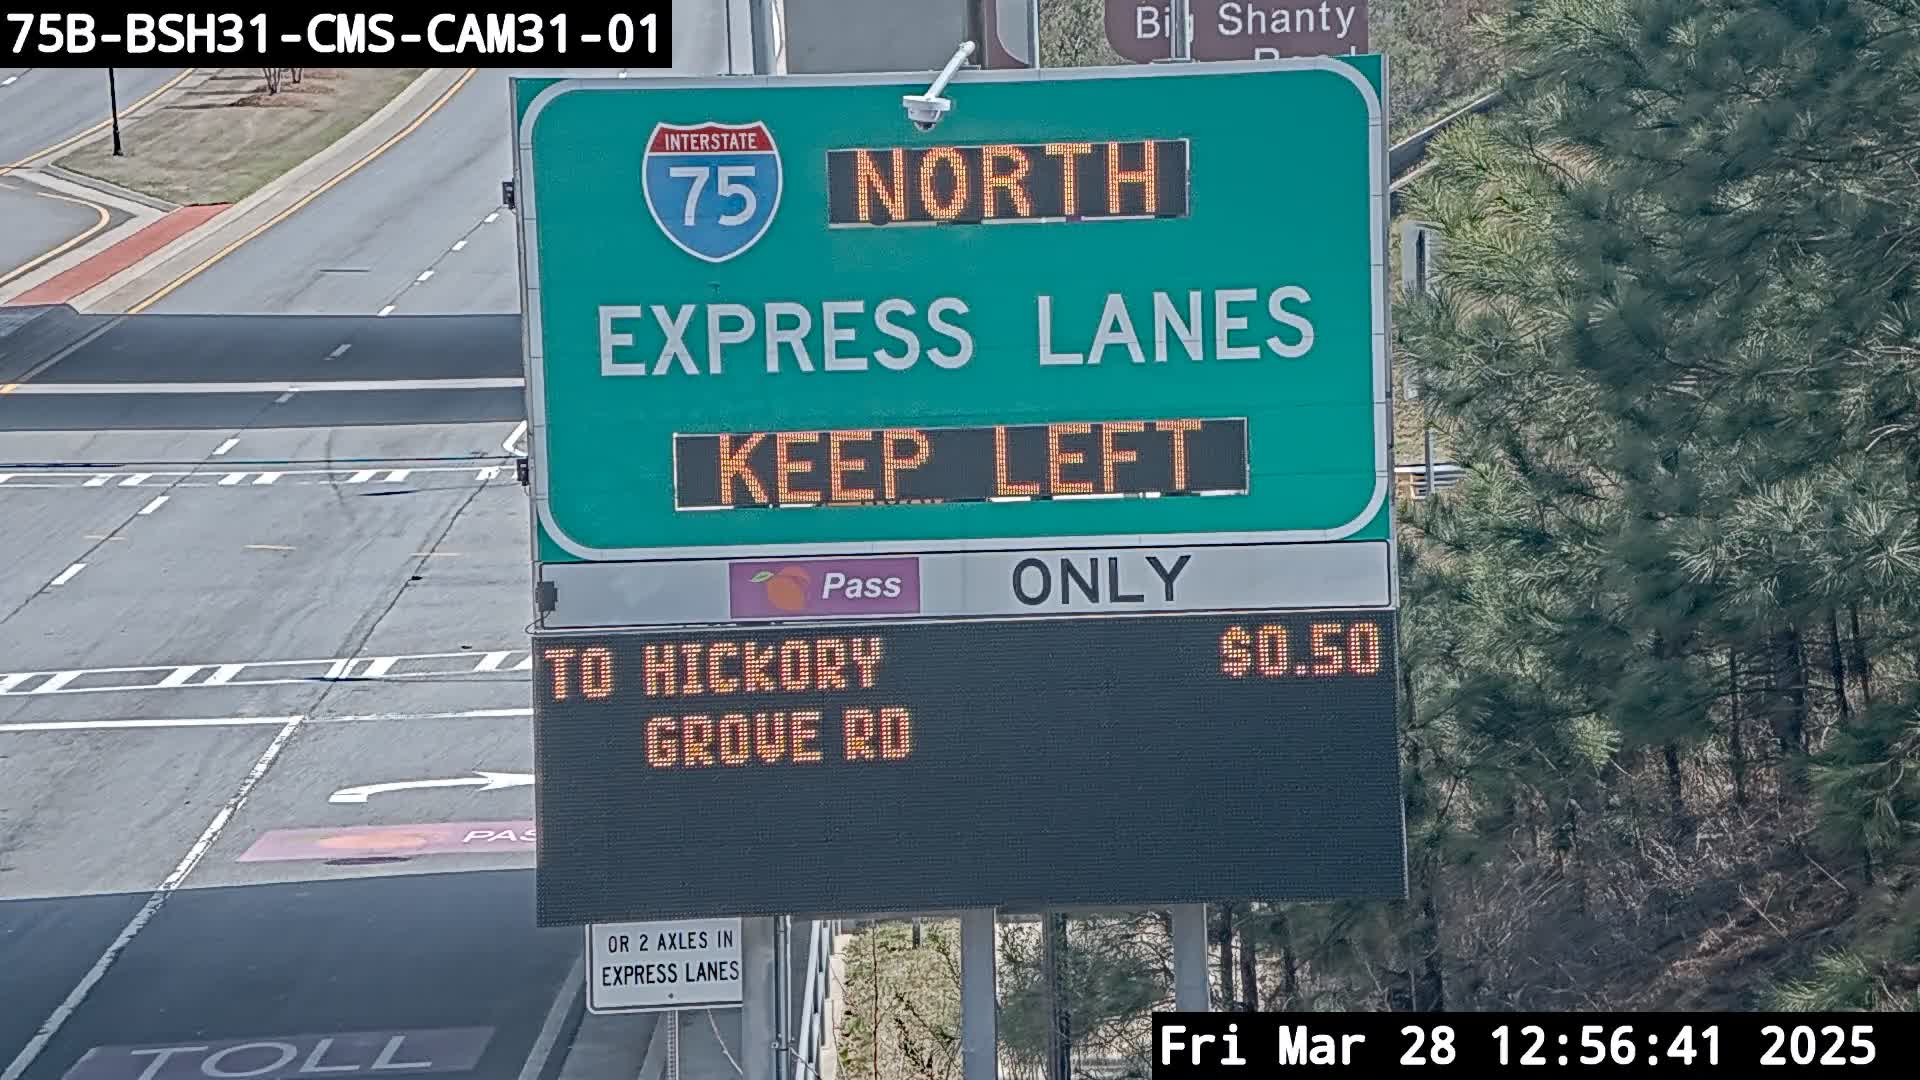 75B-BSH31-CMS-CAM31-01
Big Shanty
Road
INTERSTATE
75
NORTH
EXPRESS LANES
KEEP LEFT
Pass ONLY
TO HICKORY $0.50
GROVE RD
OR 2 AXLES IN
EXPRESS LANES
TOLL
Fri Mar 28 12:56:41 2025